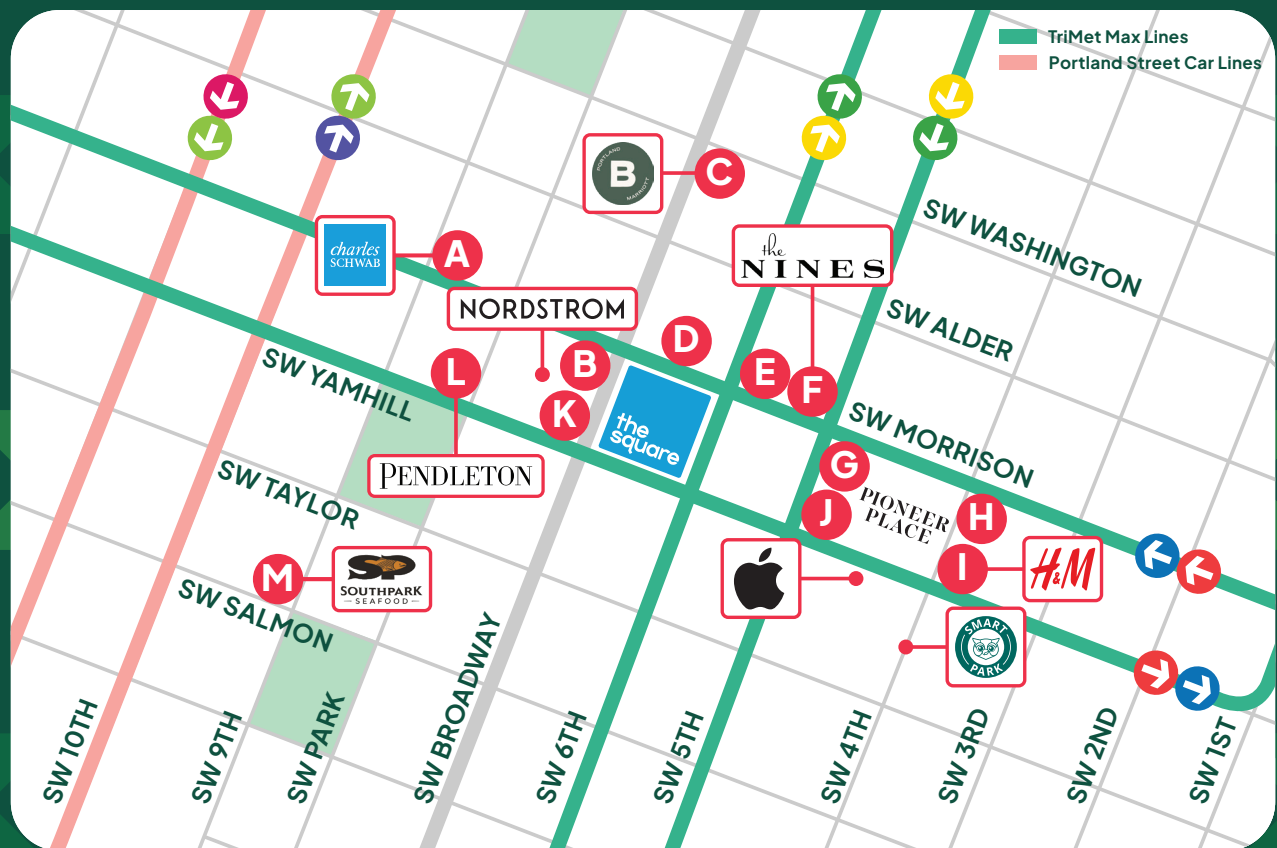 TriMet Max Lines
Portland Street Car Lines
PORTLAND
B
MARRIOTT
C
SW WASHINGTON
charles
SCHWAB
A
the
NINES
NORDSTROM
SW ALDER
D
B
E
F
L
K
the
square
SW YAMHILL
SW MORRISON
PENDLETON
G
J
PIONEER
PLACE
H
SW TAYLOR
I
H&M
M
SP
SOUTHPARK
SEAFOOD
SW SALMON
SMART
PARK
SW 10TH
SW 9TH
SW PARK
SW BROADWAY
SW 6TH
SW 5TH
SW 4TH
SW 3RD
SW 2ND
SW 1ST